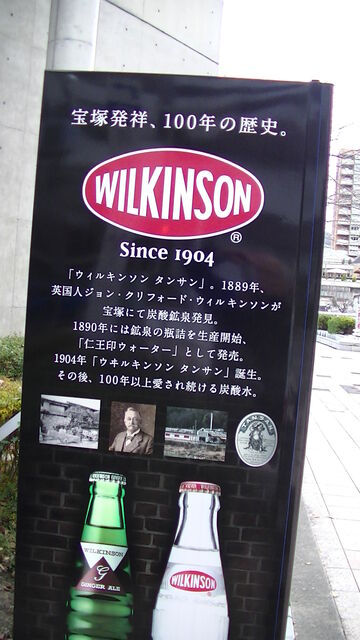 宝塚発祥、100年の歴史。
WILKINSON
®
Since 1904
「ウィルキンソン タンサン」。1889年、
英国人ジョン・クリフォード・ウィルキンソンが
宝塚にて炭酸鉱泉発見。
1890年には鉱泉の瓶詰を生産開始、
「仁王印ウォーター」として発売。
1904年「ウヰルキンソン タンサン」誕生。
その後、100年以上愛され続ける炭酸水。
TANSAN
WILKINSON
G
GINGER ALE
WILKINSON